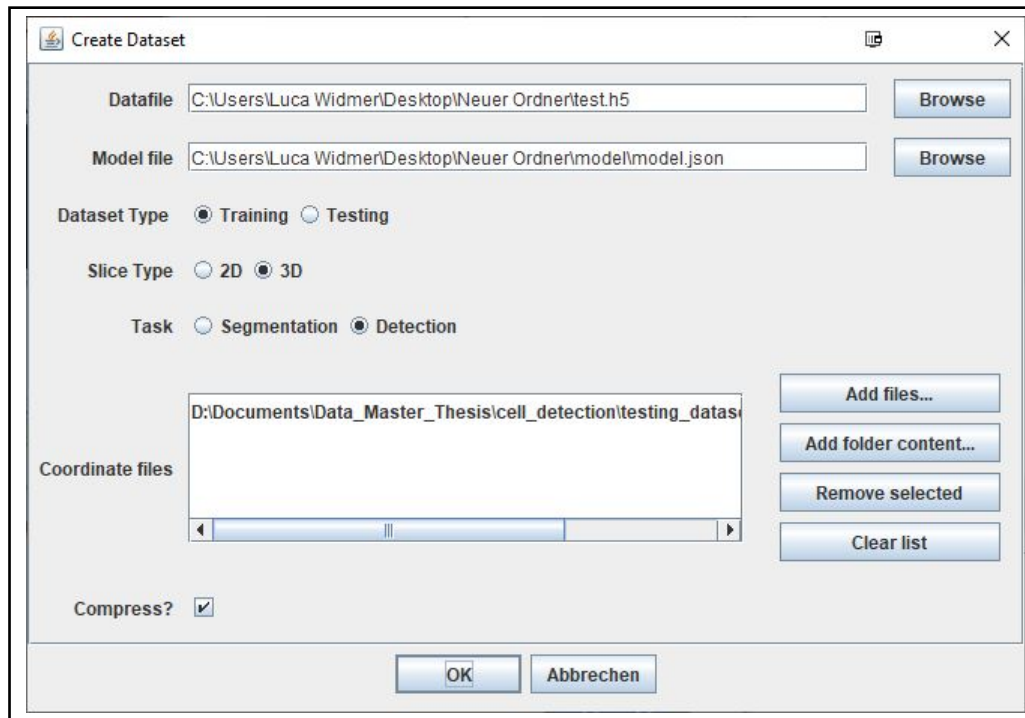 Create Dataset
Datafile C:\Users\Luca Widmer\Desktop\Neuer Ordner\test.h5 Browse
Model file C:\Users\Luca Widmer\Desktop\Neuer Ordner\model\model.json Browse
Dataset Type Training Testing
Slice Type 2D 3D
Task Segmentation Detection
Coordinate files
D:\Documents\Data_Master_Thesis\cell_detection\testing_datas
Add files...
Add folder content...
Remove selected
Clear list
Compress?
OK Abbrechen